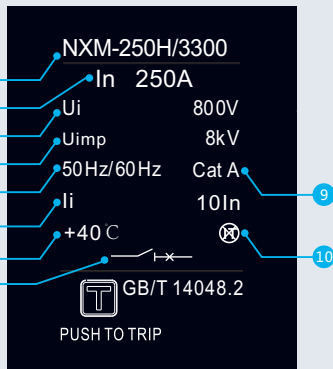 NXM-250H/3300
In 250A
Ui 800V
Uimp 8kV
50Hz/60Hz Cat A
9
Ii 10In
+40℃
10
T GB/T 14048.2
PUSH TO TRIP